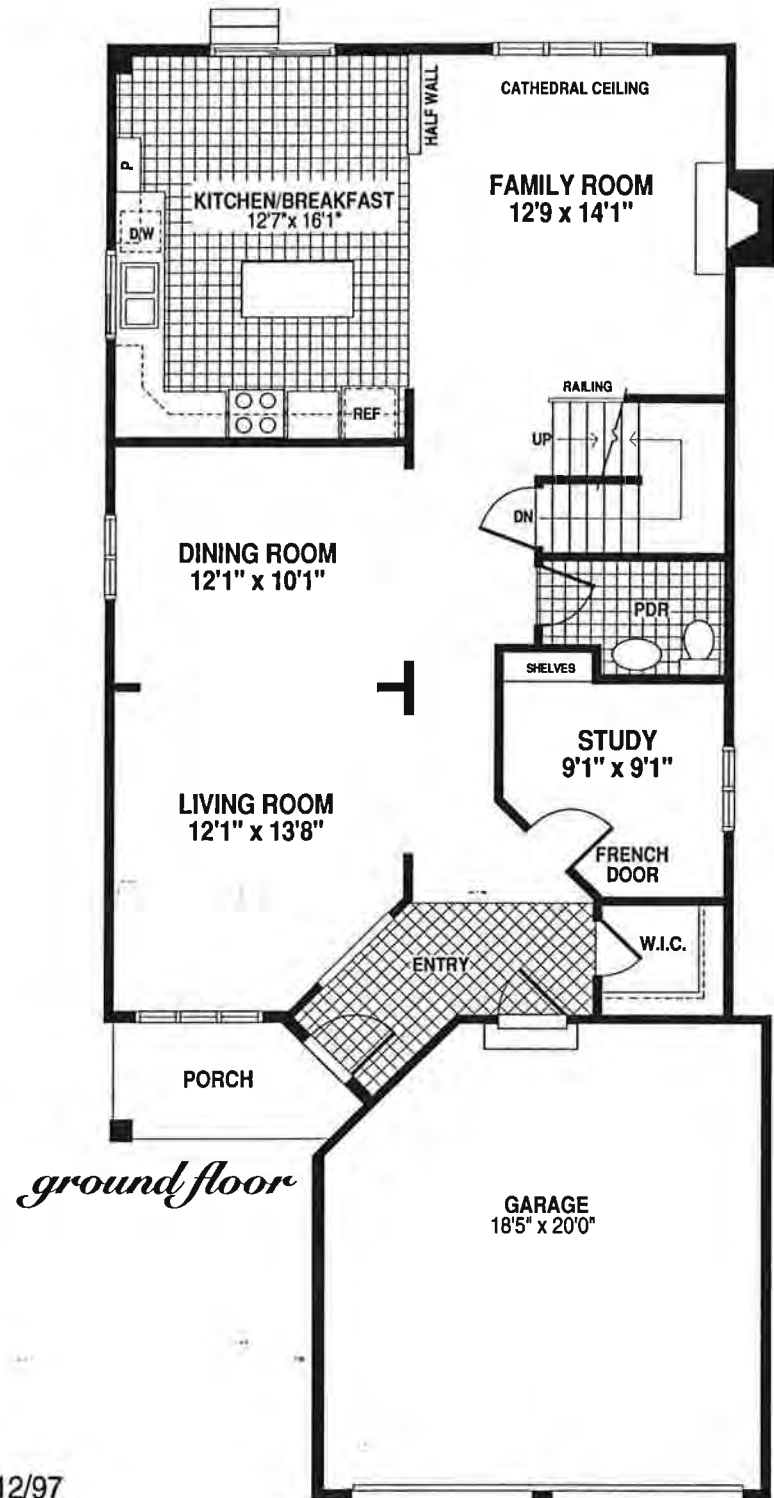 HALF WALL
CATHEDRAL CEILING
P
KITCHEN/BREAKFAST
12'7" x 16'1"
FAMILY ROOM
12'9 x 14'1"
D/W
REF
RAILING
UP
DN
DINING ROOM
12'1" x 10'1"
PDR
SHELVES
STUDY
9'1" x 9'1"
LIVING ROOM
12'1" x 13'8"
FRENCH
DOOR
W.I.C.
ENTRY
PORCH
ground floor
GARAGE
18'5" x 20'0"
12/97